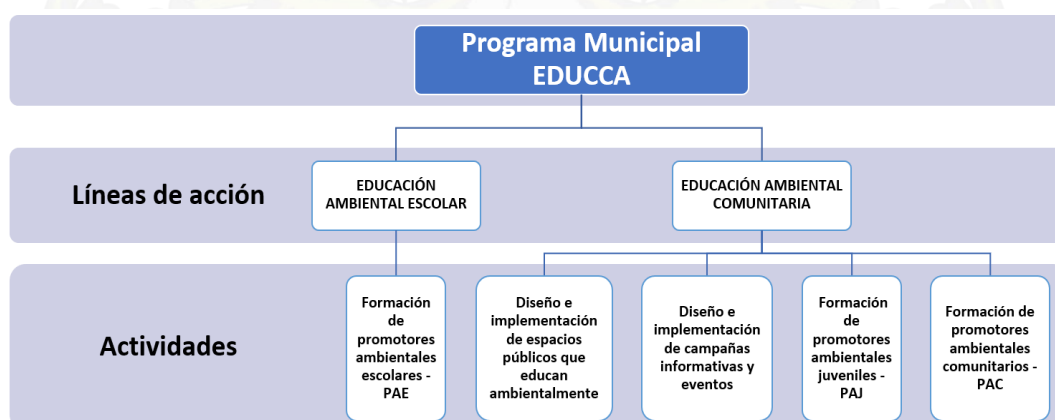 Programa Municipal
EDUCCA
Líneas de acción
EDUCACIÓN
AMBIENTAL ESCOLAR
EDUCACIÓN AMBIENTAL
COMUNITARIA
Actividades
Formación
de
promotores
ambientales
escolares -
PAE
Diseño e
implementación
de espacios
públicos que
educan
ambientalmente
Diseño e
implementación
de campañas
informativas y
eventos
Formación
de
promotores
ambientales
juveniles -
PAJ
Formación de
promotores
ambientales
comunitarios -
PAC